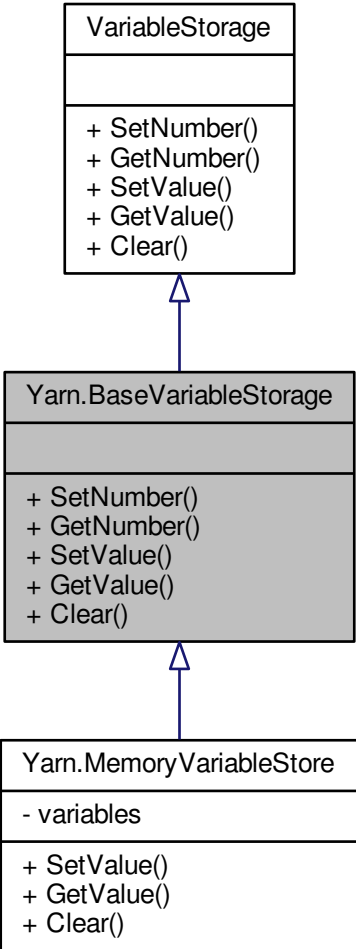 VariableStorage
+ SetNumber()
+ GetNumber()
+ SetValue()
+ GetValue()
+ Clear()
Yarn.BaseVariableStorage
+ SetNumber()
+ GetNumber()
+ SetValue()
+ GetValue()
+ Clear()
Yarn.MemoryVariableStore
- variables
+ SetValue()
+ GetValue()
+ Clear()